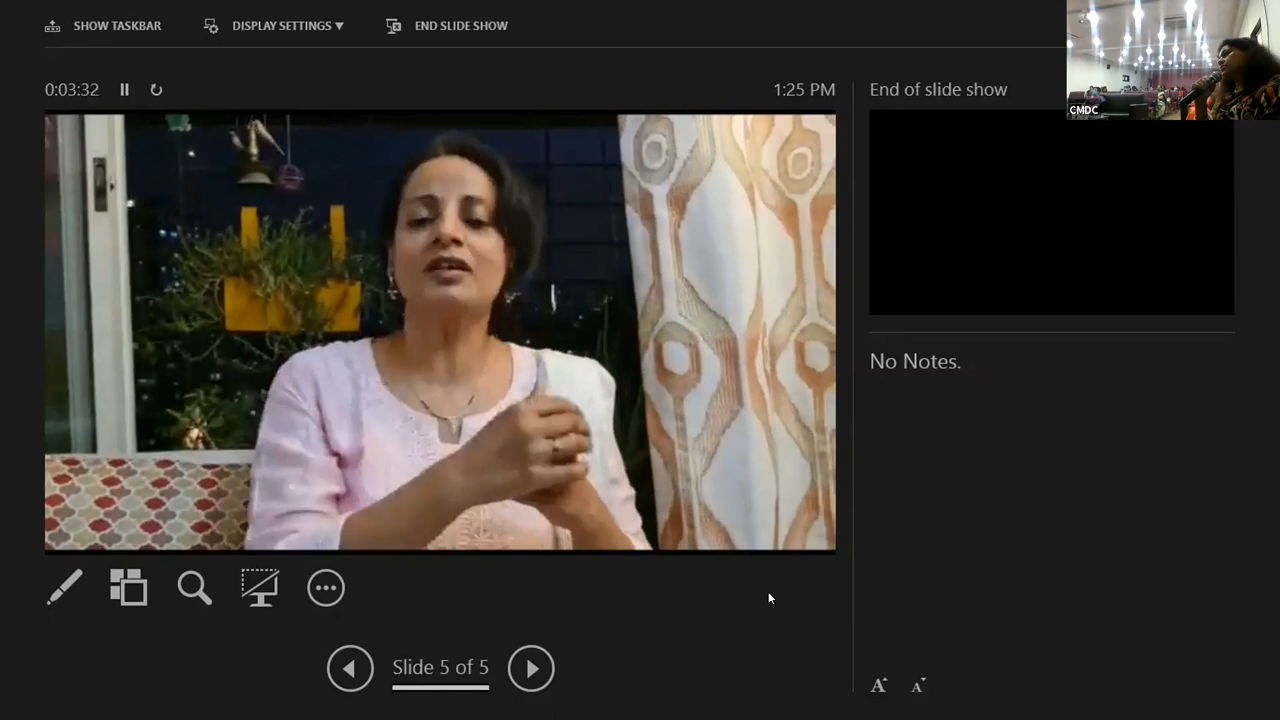 SHOW TASKBAR
DISPLAY SETTINGS ▼
END SLIDE SHOW
CMDC
0:03:32
1:25 PM
End of slide show
No Notes.
Slide 5 of 5
A A